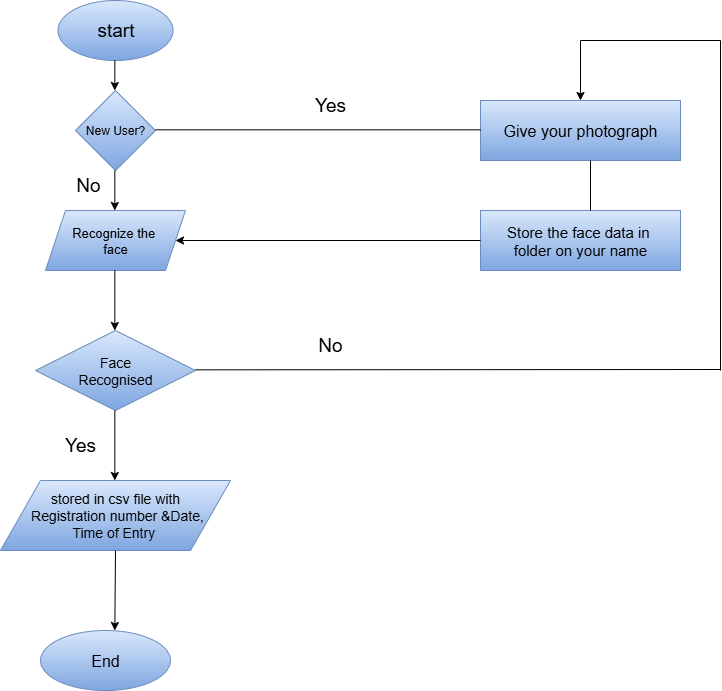 start
New User?
Yes
Give your photograph
No
Recognize the
face
Store the face data in
folder on your name
No
Face
Recognised
Yes
stored in csv file with
Registration number &Date,
Time of Entry
End